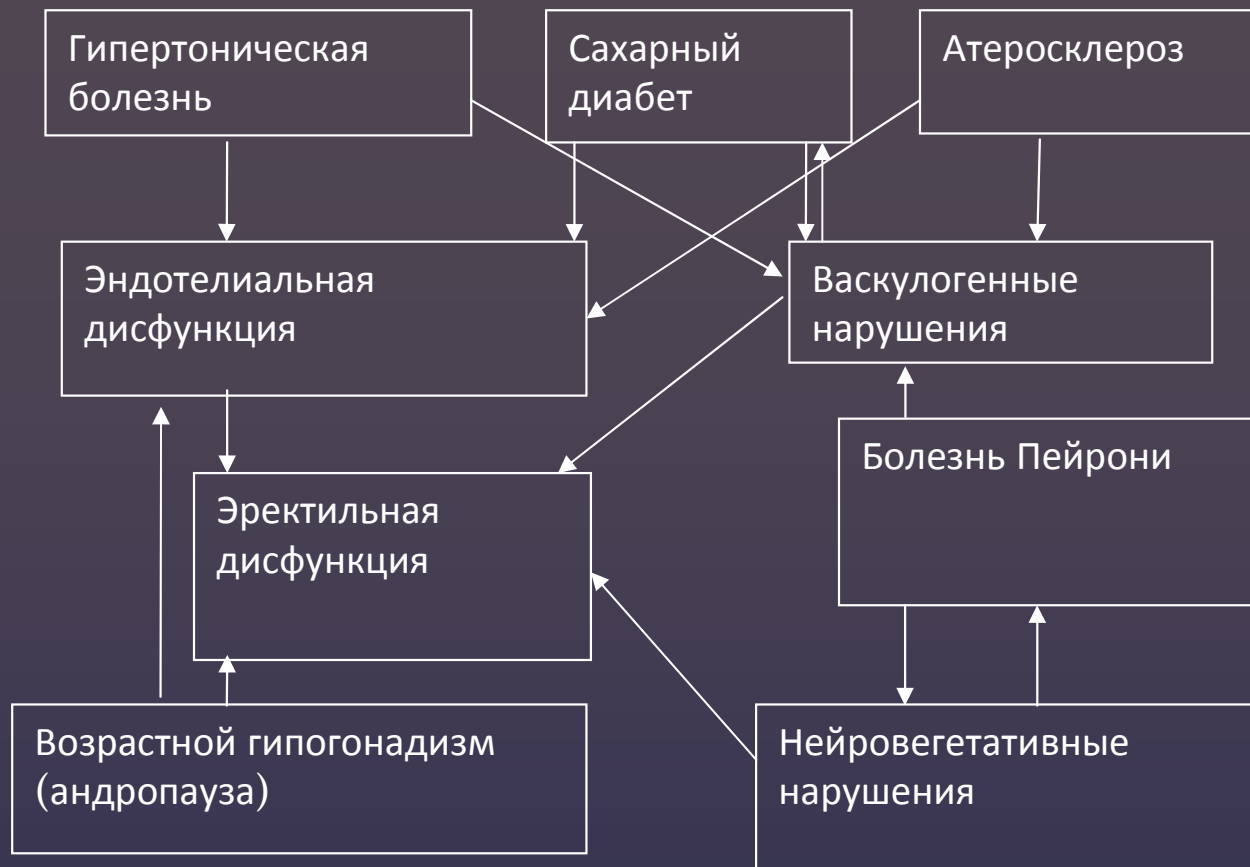 Гипертоническая
болезнь
Сахарный
диабет
Атеросклероз
Эндотелиальная
дисфункция
Васкулогенные
нарушения
Болезнь Пейрони
Эректильная
дисфункция
Возрастной гипогонадизм
(андропауза)
Нейровегетативные
нарушения